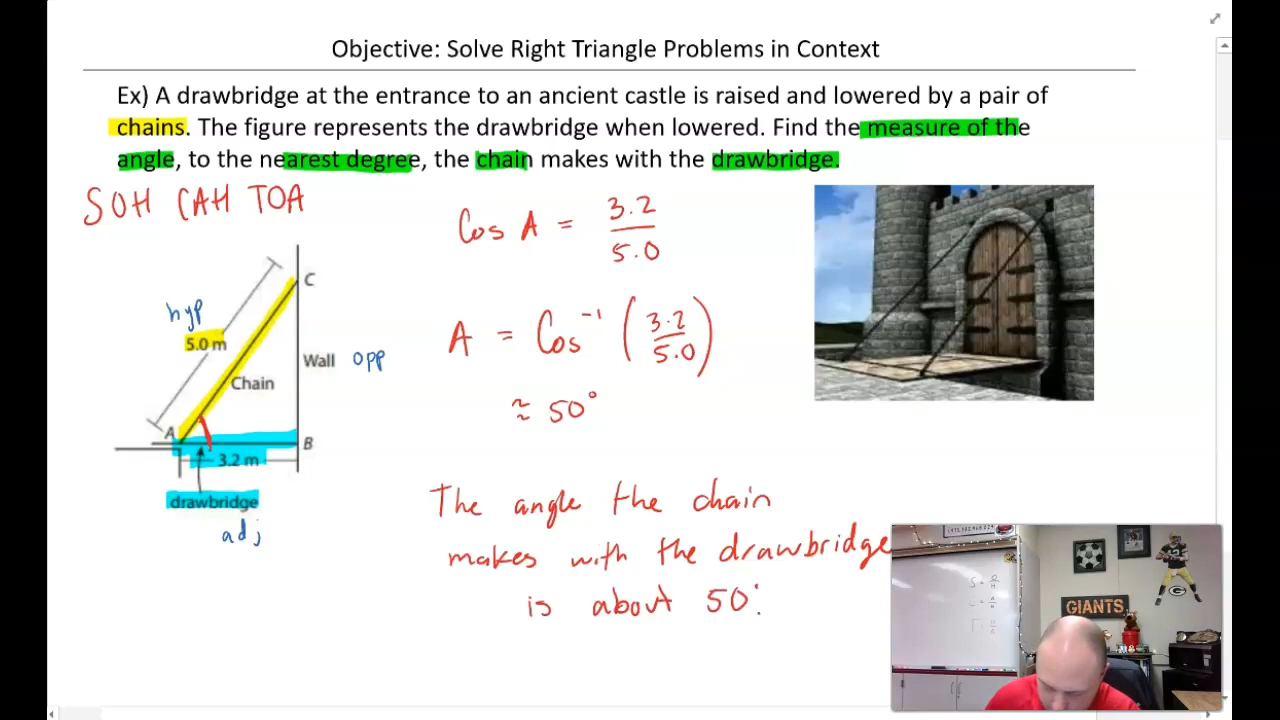 Objective: Solve Right Triangle Problems in Context
Ex) A drawbridge at the entrance to an ancient castle is raised and lowered by a pair of
chains. The figure represents the drawbridge when lowered. Find the measure of the
angle, to the nearest degree, the chain makes with the drawbridge.
SOH CAH TOA
Cos A = 3.2/5.0
A = Cos⁻¹ (3.2/5.0)
≈ 50°
C
hyp
5.0 m
Wall opp
Chain
A
B
3.2 m
drawbridge
adj
The angle the chain
makes with the drawbridge
is about 50°.
GIANTS
G